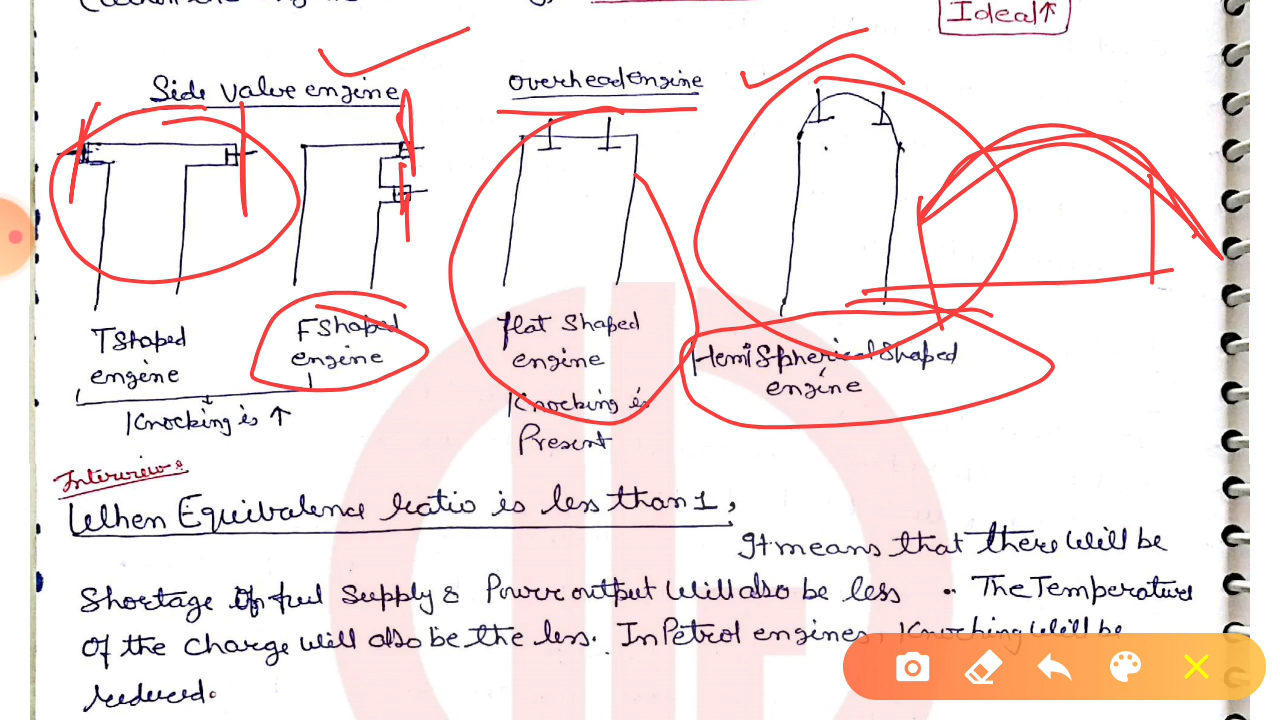 Ideal↑
Side valve engine
overhead engine
T Shaped
engine
F Shaped
engine
flat Shaped
engine
Hemi Spherical Shaped
engine
Knocking is ↑
Knocking is
Present
Interview:
When Equivalence ratio is less than 1,
It means that there will be
Shortage of fuel Supply & Power output will also be less ∵ The Temperature
of the charge will also be the less. In Petrol engines, Knocking will be
reduced.